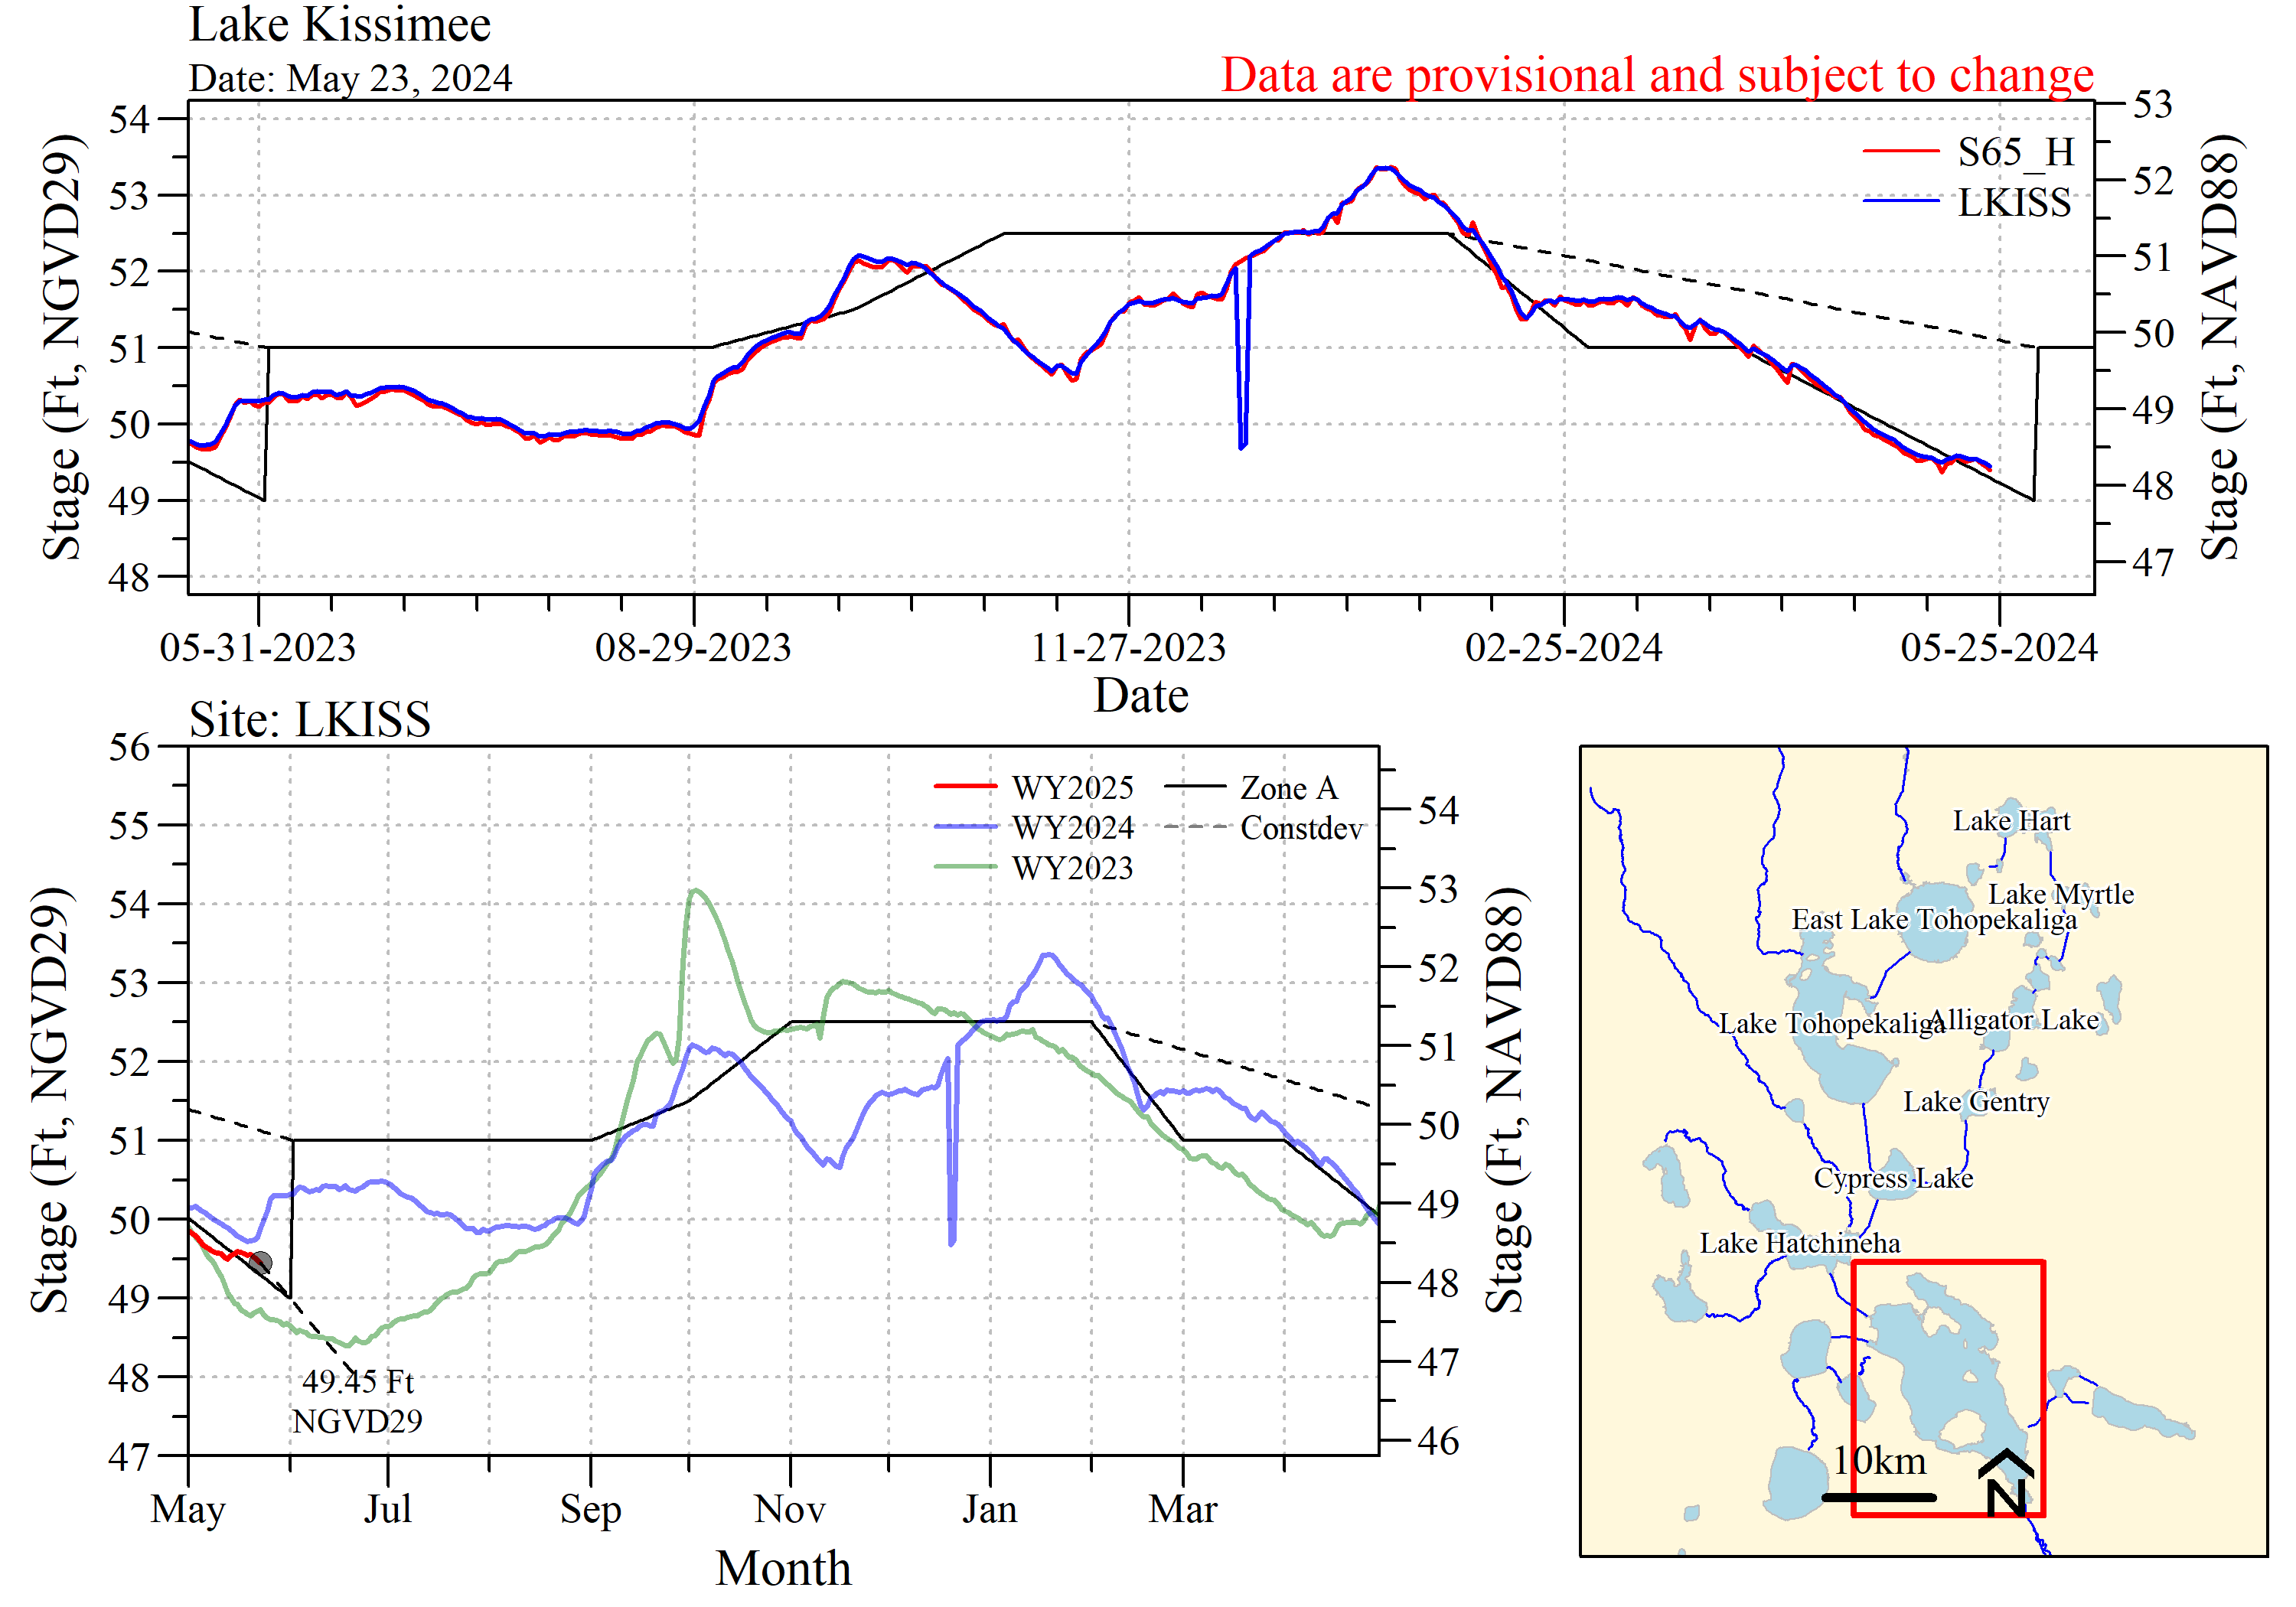 Lake Kissimee
Date: May 23, 2024
Data are provisional and subject to change
Stage (Ft, NGVD29)
54
53
52
51
50
49
48
S65_H
LKISS
53
52
51
50
49
48
47
Stage (Ft, NAVD88)
05-31-2023 08-29-2023 11-27-2023 02-25-2024 05-25-2024
Date
Site: LKISS
Stage (Ft, NGVD29)
56
55
54
53
52
51
50
49
48
47
WY2025 Zone A
WY2024 Constdev
WY2023
49.45 Ft
NGVD29
54
53
52
51
50
49
48
47
46
Stage (Ft, NAVD88)
May Jul Sep Nov Jan Mar
Month
Lake Hart
Lake Myrtle
East Lake Tohopekaliga
Lake Tohopekaliga
Alligator Lake
Lake Gentry
Cypress Lake
Lake Hatchineha
10km
N